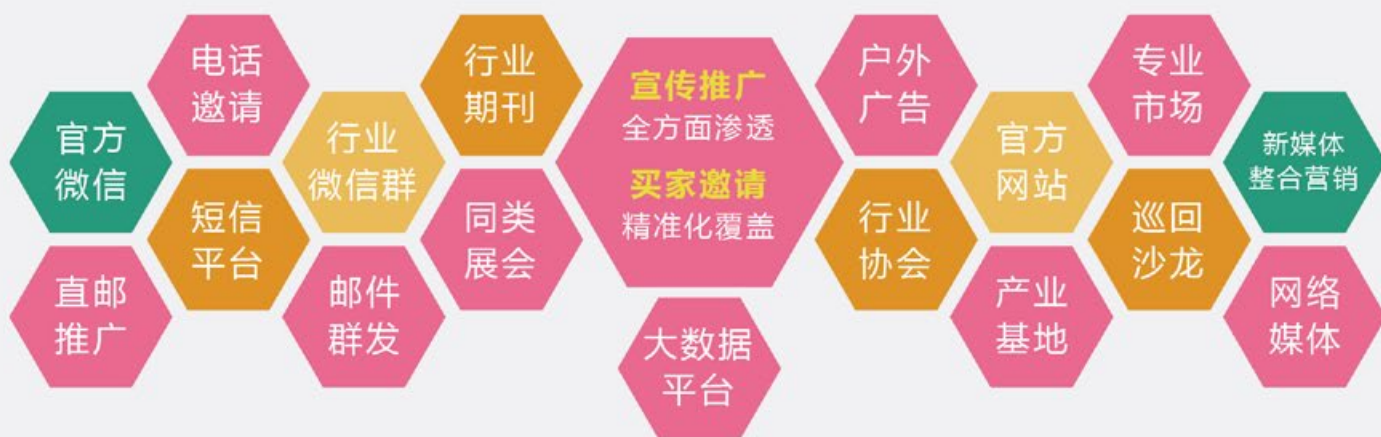 官方
微信
直邮
推广
电话
邀请
短信
平台
行业
微信群
邮件
群发
行业
期刊
同类
展会
宣传推广
全方面渗透
买家邀请
精准化覆盖
大数据
平台
户外
广告
行业
协会
官方
网站
产业
基地
专业
市场
巡回
沙龙
新媒体
整合营销
网络
媒体